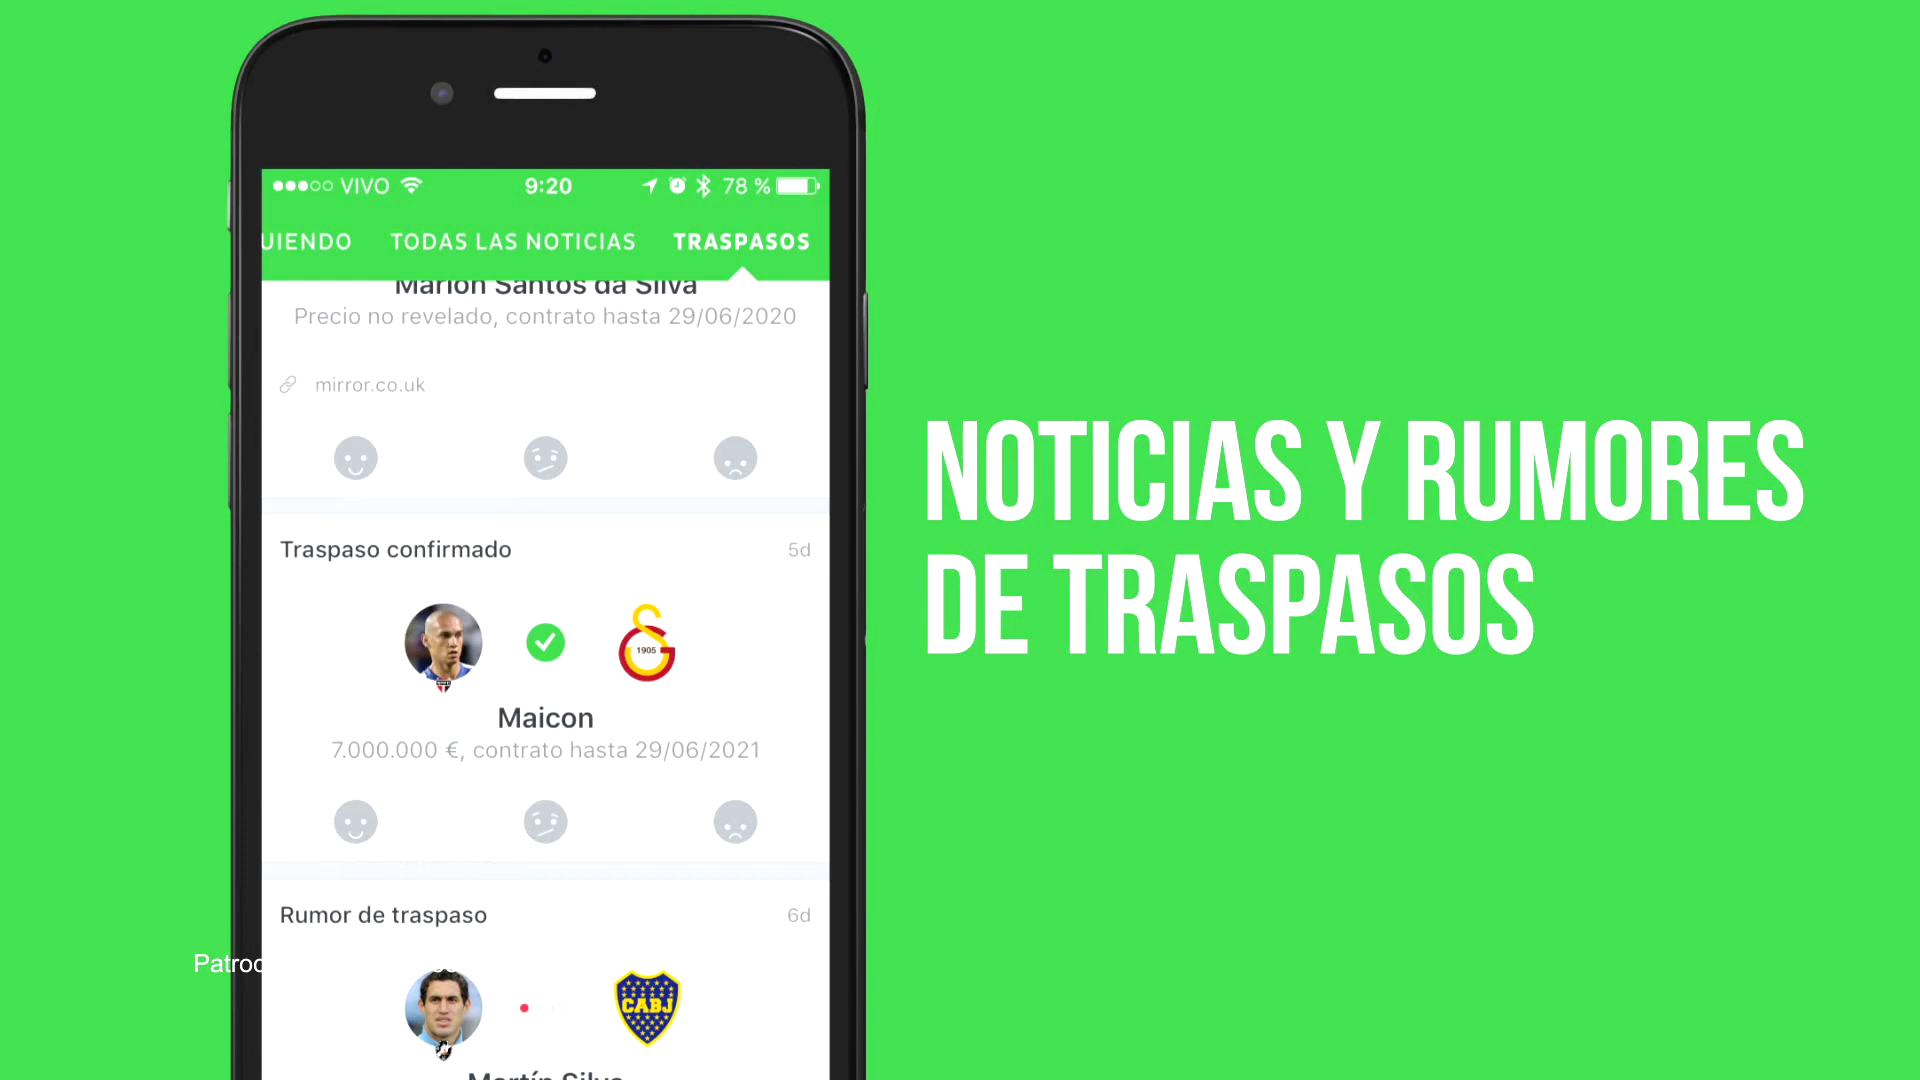 VIVO 9:20 78 %
UIENDO TODAS LAS NOTICIAS TRASPASOS
Marlon Santos da Silva
Precio no revelado, contrato hasta 29/06/2020
mirror.co.uk
NOTICIAS Y RUMORES
DE TRASPASOS
Traspaso confirmado 5d
1905
Maicon
7.000.000 €, contrato hasta 29/06/2021
Rumor de traspaso 6d
Patroc
CABJ
Martín Silva